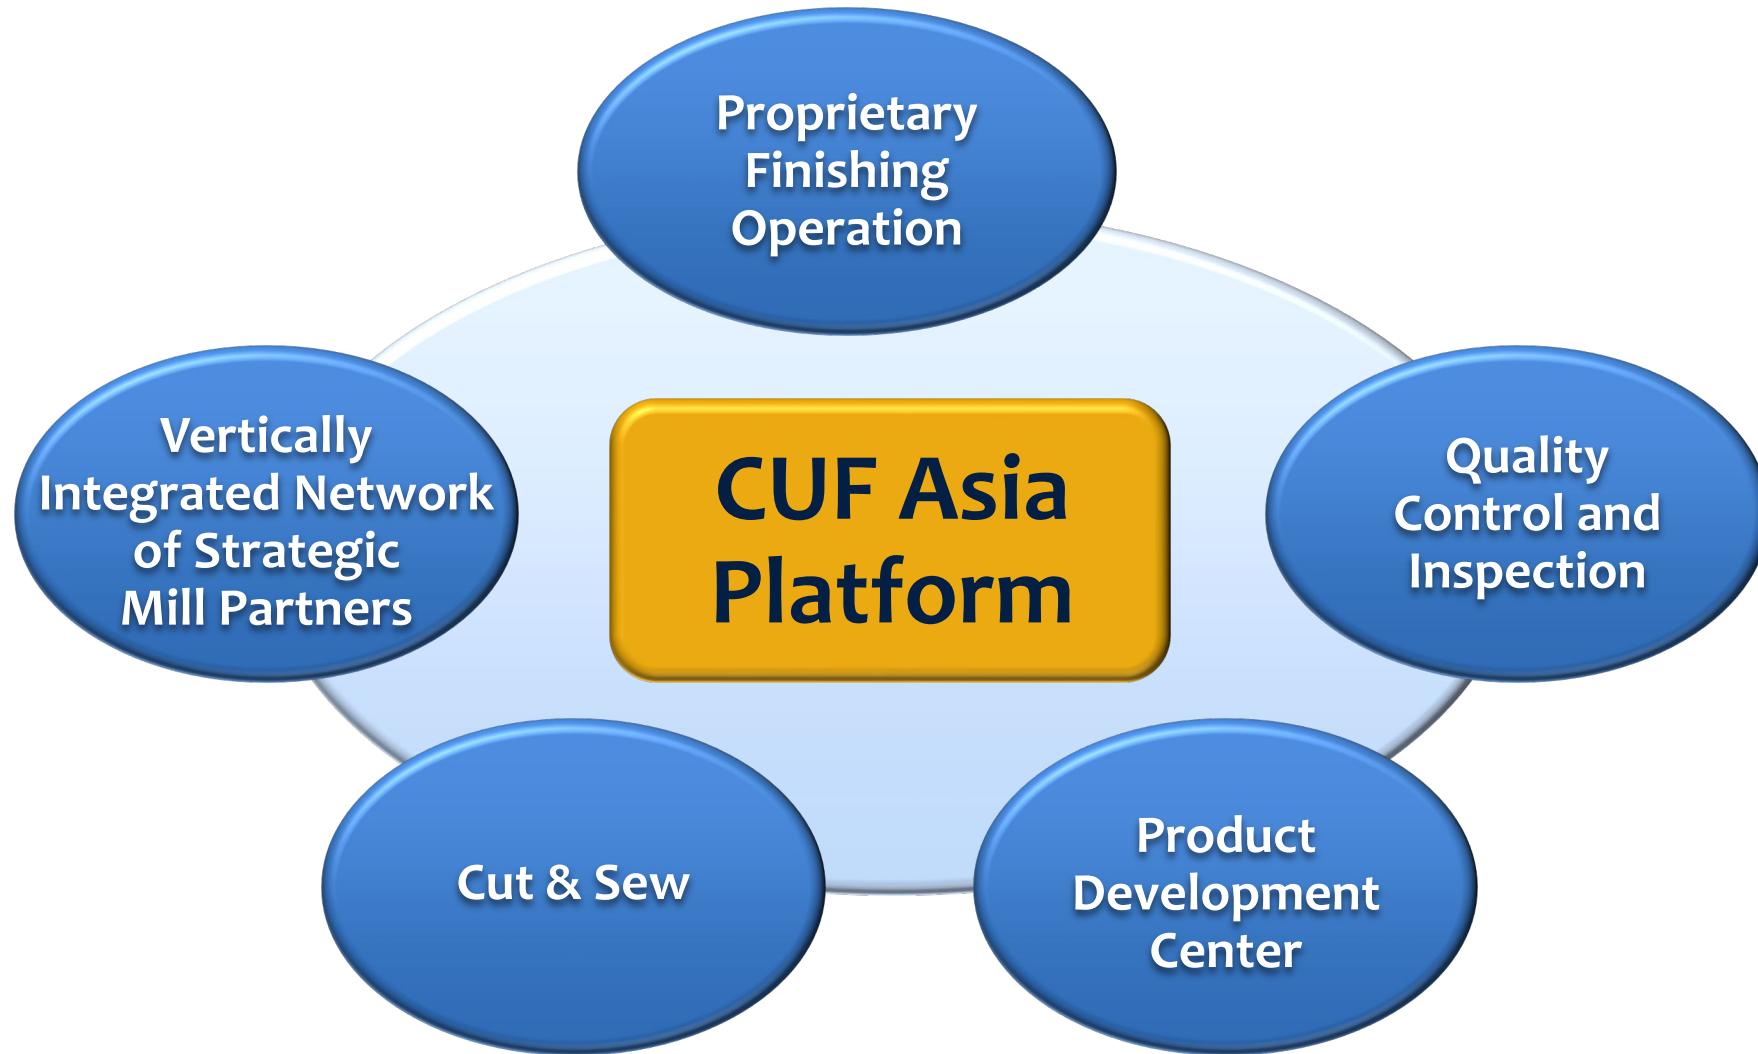 Proprietary
Finishing
Operation
Vertically
Integrated Network
of Strategic
Mill Partners
CUF Asia
Platform
Quality
Control and
Inspection
Cut & Sew
Product
Development
Center